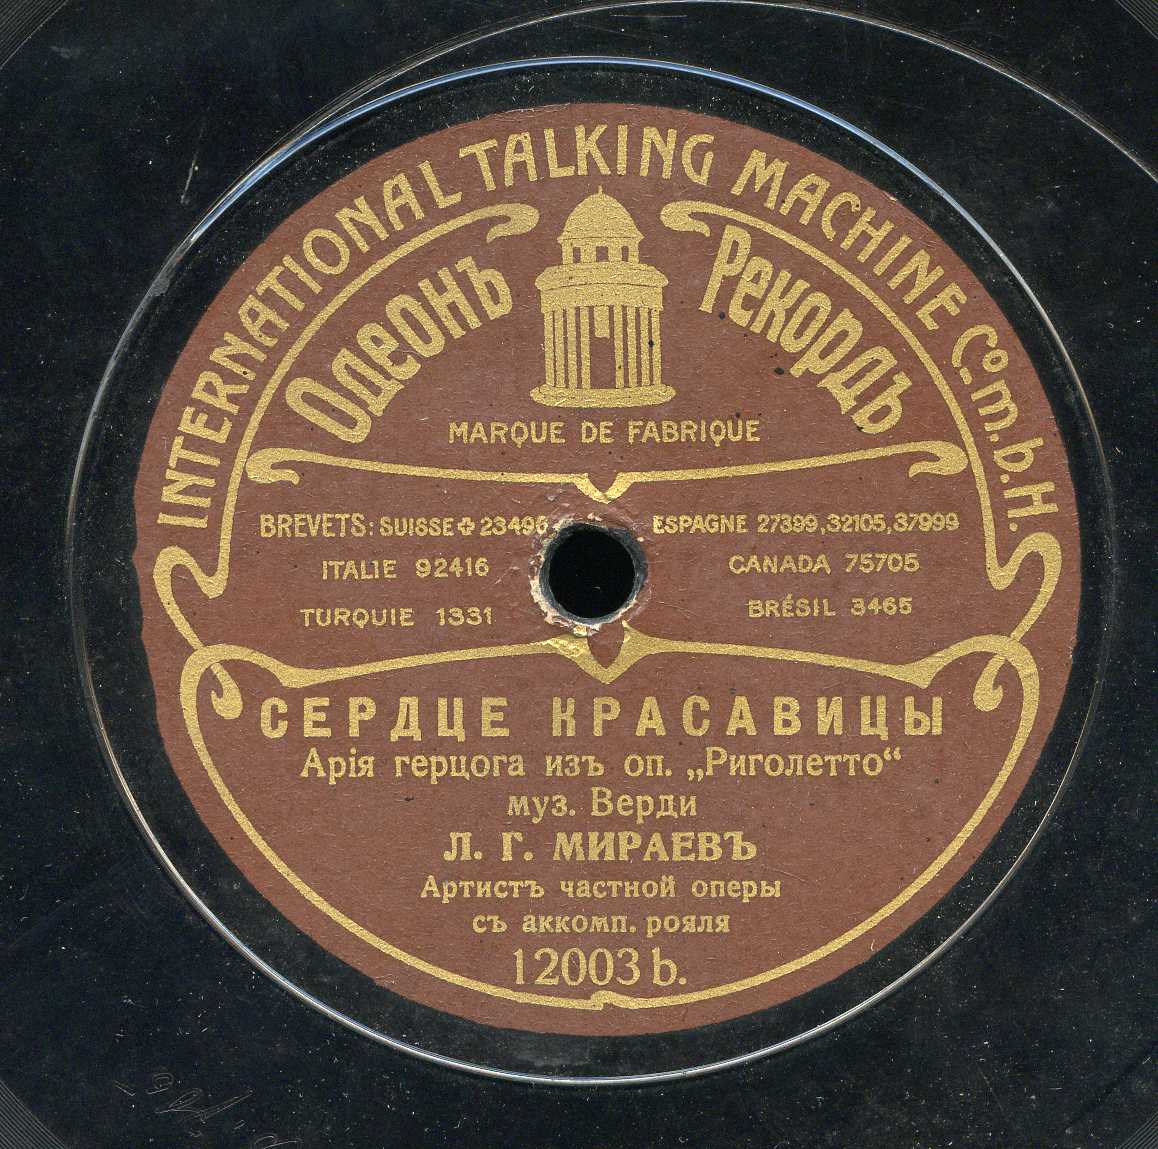 INTERNATIONAL TALKING MACHINE Co. m.b.H.
Одеонъ Рекордъ
MARQUE DE FABRIQUE
BREVETS: SUISSE ✚ 23496 ESPAGNE 27399, 32105, 37999
ITALIE 92416 CANADA 75705
TURQUIE 1331 BRÉSIL 3465
СЕРДЦЕ КРАСАВИЦЫ
Арія герцога изъ оп. „Риголетто“
муз. Верди
Л. Г. МИРАЕВЪ
Артистъ частной оперы
съ аккомп. рояля
12003 b.